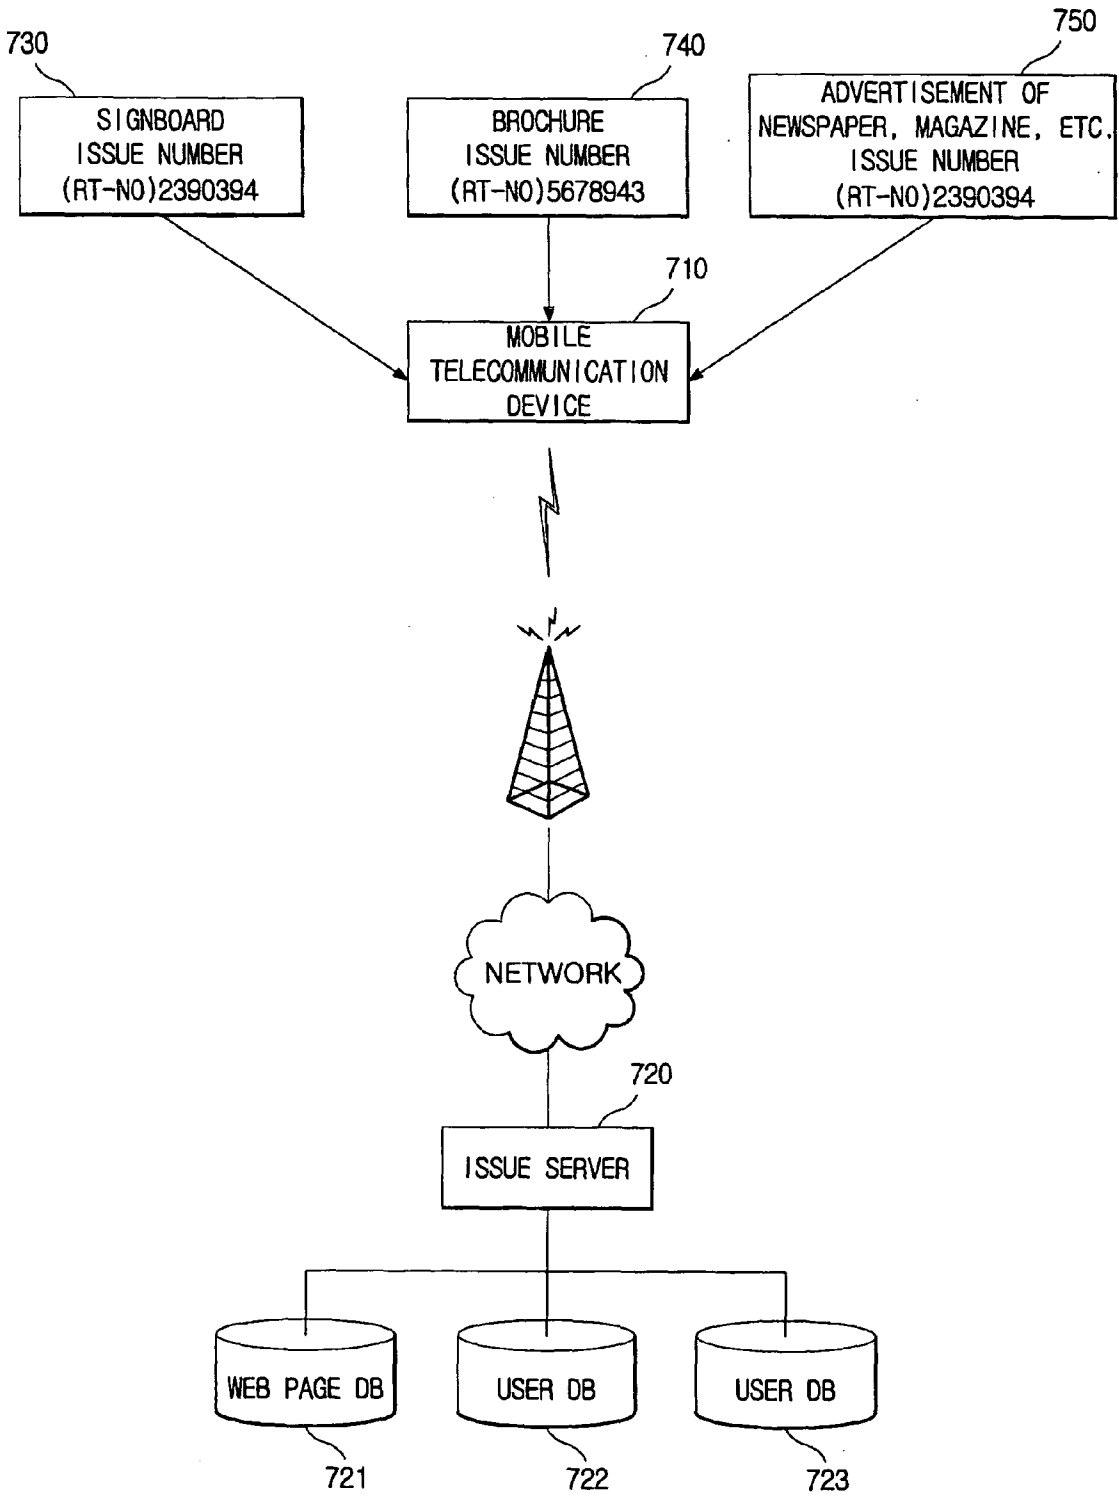 730
740
750
SIGNBOARD
ISSUE NUMBER
(RT-NO)2390394
BROCHURE
ISSUE NUMBER
(RT-NO)5678943
ADVERTISEMENT OF
NEWSPAPER, MAGAZINE, ETC.
ISSUE NUMBER
(RT-NO)2390394
710
MOBILE
TELECOMMUNICATION
DEVICE
NETWORK
720
ISSUE SERVER
WEB PAGE DB
USER DB
USER DB
721
722
723